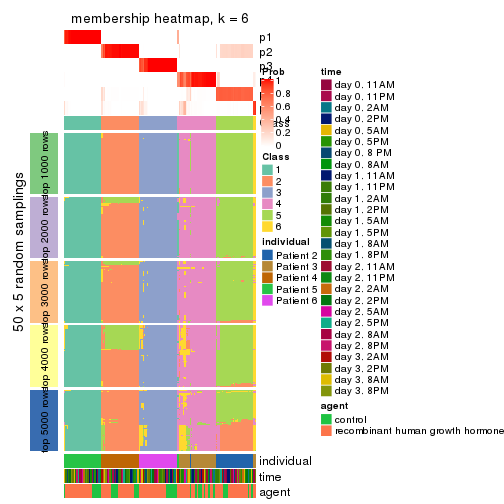 membership heatmap, k = 6
p1
p2
p3
Prob
1
0.8
0.6
0.4
0.2
0
Class
1
2
3
4
5
6
individual
Patient 2
Patient 3
Patient 4
Patient 5
Patient 6
time
day 0. 11AM
day 0. 11PM
day 0. 2AM
day 0. 2PM
day 0. 5AM
day 0. 5PM
day 0. 8 PM
day 0. 8AM
day 1. 11AM
day 1. 11PM
day 1. 2AM
day 1. 2PM
day 1. 5AM
day 1. 5PM
day 1. 8AM
day 1. 8PM
day 2. 11AM
day 2. 11PM
day 2. 2AM
day 2. 2PM
day 2. 5AM
day 2. 5PM
day 2. 8AM
day 2. 8PM
day 3. 2AM
day 3. 2PM
day 3. 8AM
day 3. 8PM
agent
control
recombinant human growth hormone
50 x 5 random samplings
top 1000 rows
top 2000 rows
top 3000 rows
top 4000 rows
top 5000 rows
individual
time
agent